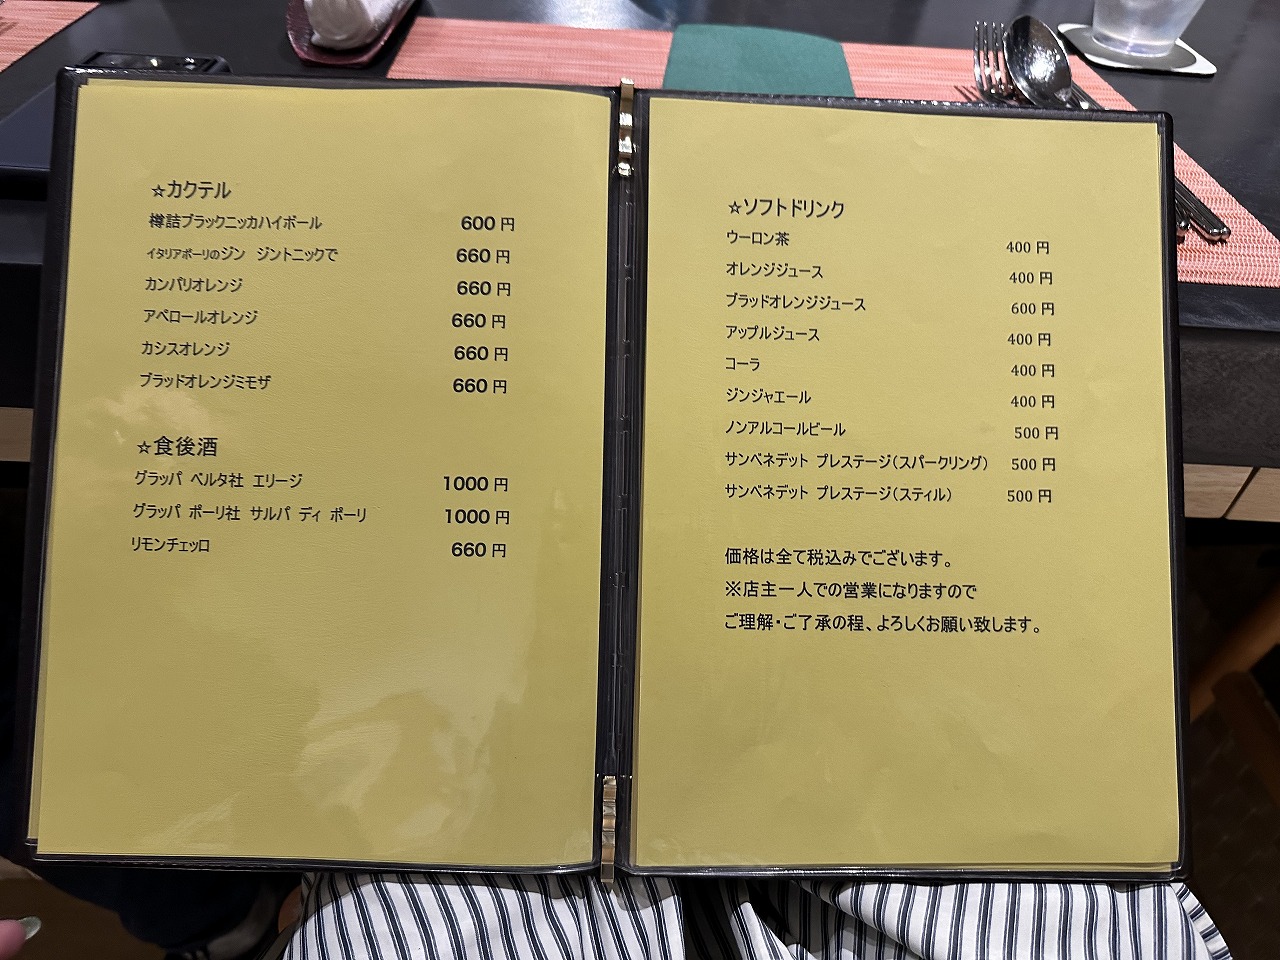 ☆カクテル
樽詰ブラックニッカハイボール 600 円
イタリアポーリのジン ジントニックで 660 円
カンパリオレンジ 660 円
アペロールオレンジ 660 円
カシスオレンジ 660 円
ブラッドオレンジミモザ 660 円
☆食後酒
グラッパ ベルタ社 エリージ 1000 円
グラッパ ポーリ社 サルパ ディ ポーリ 1000 円
リモンチェッロ 660 円
☆ソフトドリンク
ウーロン茶 400 円
オレンジジュース 400 円
ブラッドオレンジジュース 600 円
アップルジュース 400 円
コーラ 400 円
ジンジャエール 400 円
ノンアルコールビール 500 円
サンベネデット プレステージ（スパークリング） 500 円
サンベネデット プレステージ（スティル） 500 円
価格は全て税込みでございます。
※店主一人での営業になりますので
ご理解・ご了承の程、よろしくお願い致します。